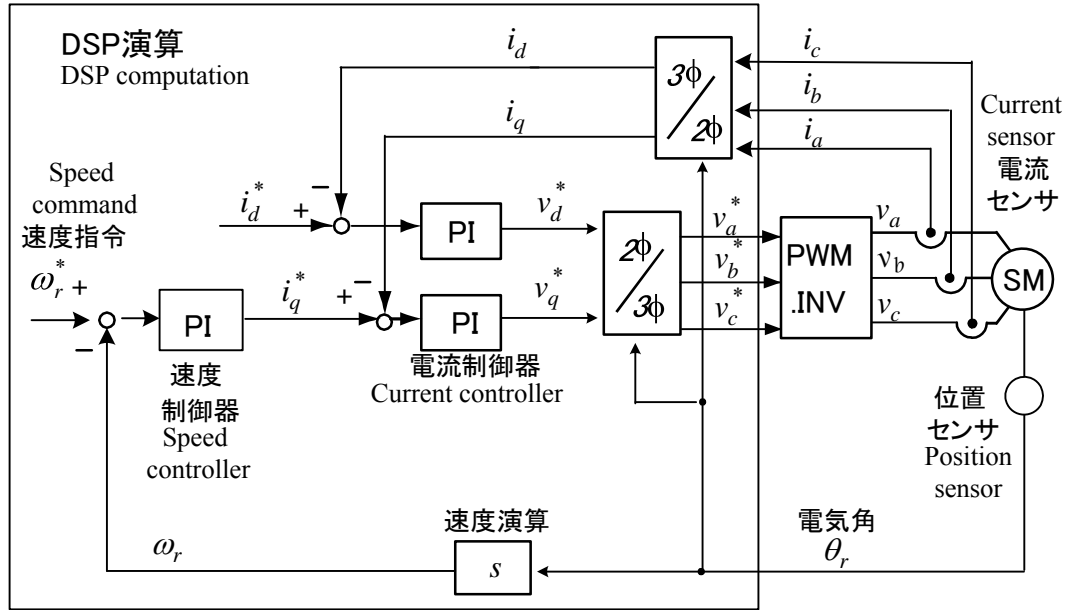 DSP演算
DSP computation
i_d
i_q
3ϕ
2ϕ
i_c
i_b
i_a
Current
sensor
電流
センサ
Speed
command
速度指令
ω_r^* +
−
PI
速度
制御器
Speed
controller
i_d^* + −
PI
v_d^*
i_q^* + −
PI
v_q^*
電流制御器
Current controller
2ϕ
3ϕ
v_a^*
v_b^*
v_c^*
PWM
.INV
v_a
v_b
v_c
SM
位置
センサ
Position
sensor
速度演算
s
ω_r
電気角
θ_r